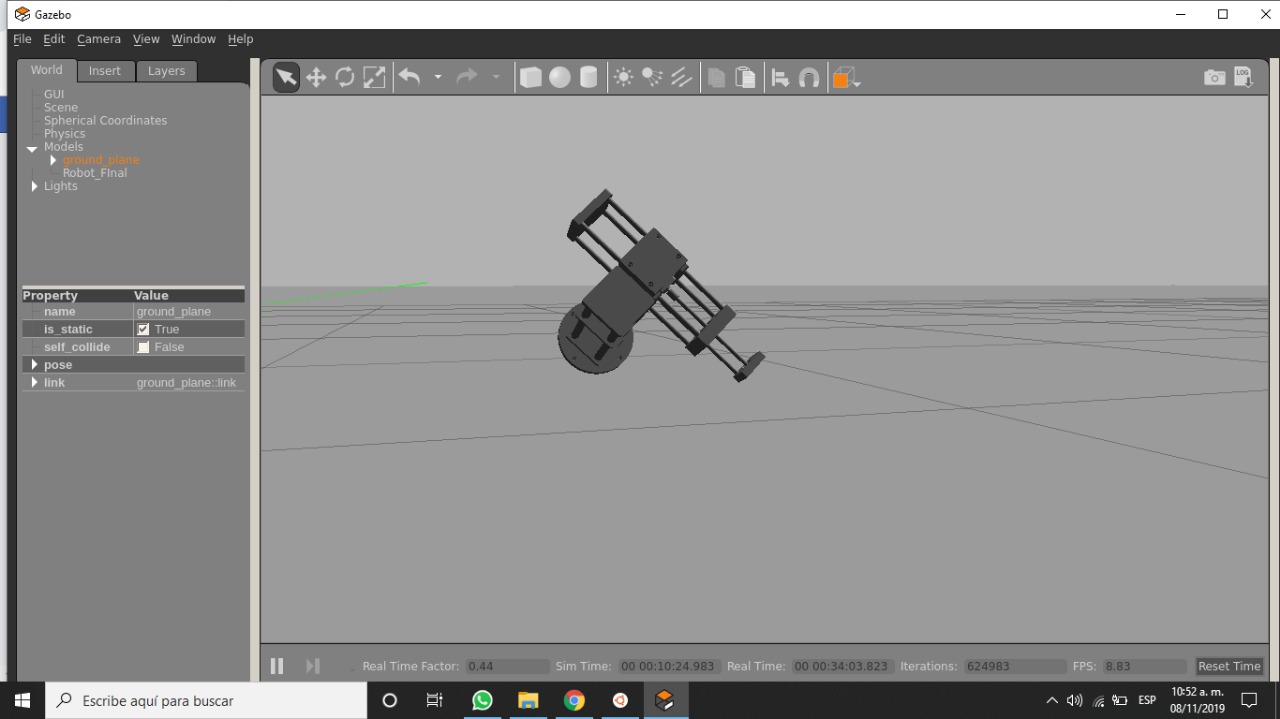 Gazebo
File Edit Camera View Window Help
World Insert Layers
GUI
Scene
Spherical Coordinates
Physics
Models
ground_plane
Robot_FInal
Lights
Property Value
name ground_plane
is_static True
self_collide False
pose
link ground_plane::link
LOG
Real Time Factor: 0.44 Sim Time: 00 00:10:24.983 Real Time: 00 00:34:03.823 Iterations: 624983 FPS: 8.83 Reset Time
Escribe aquí para buscar
ESP
10:52 a. m.
08/11/2019